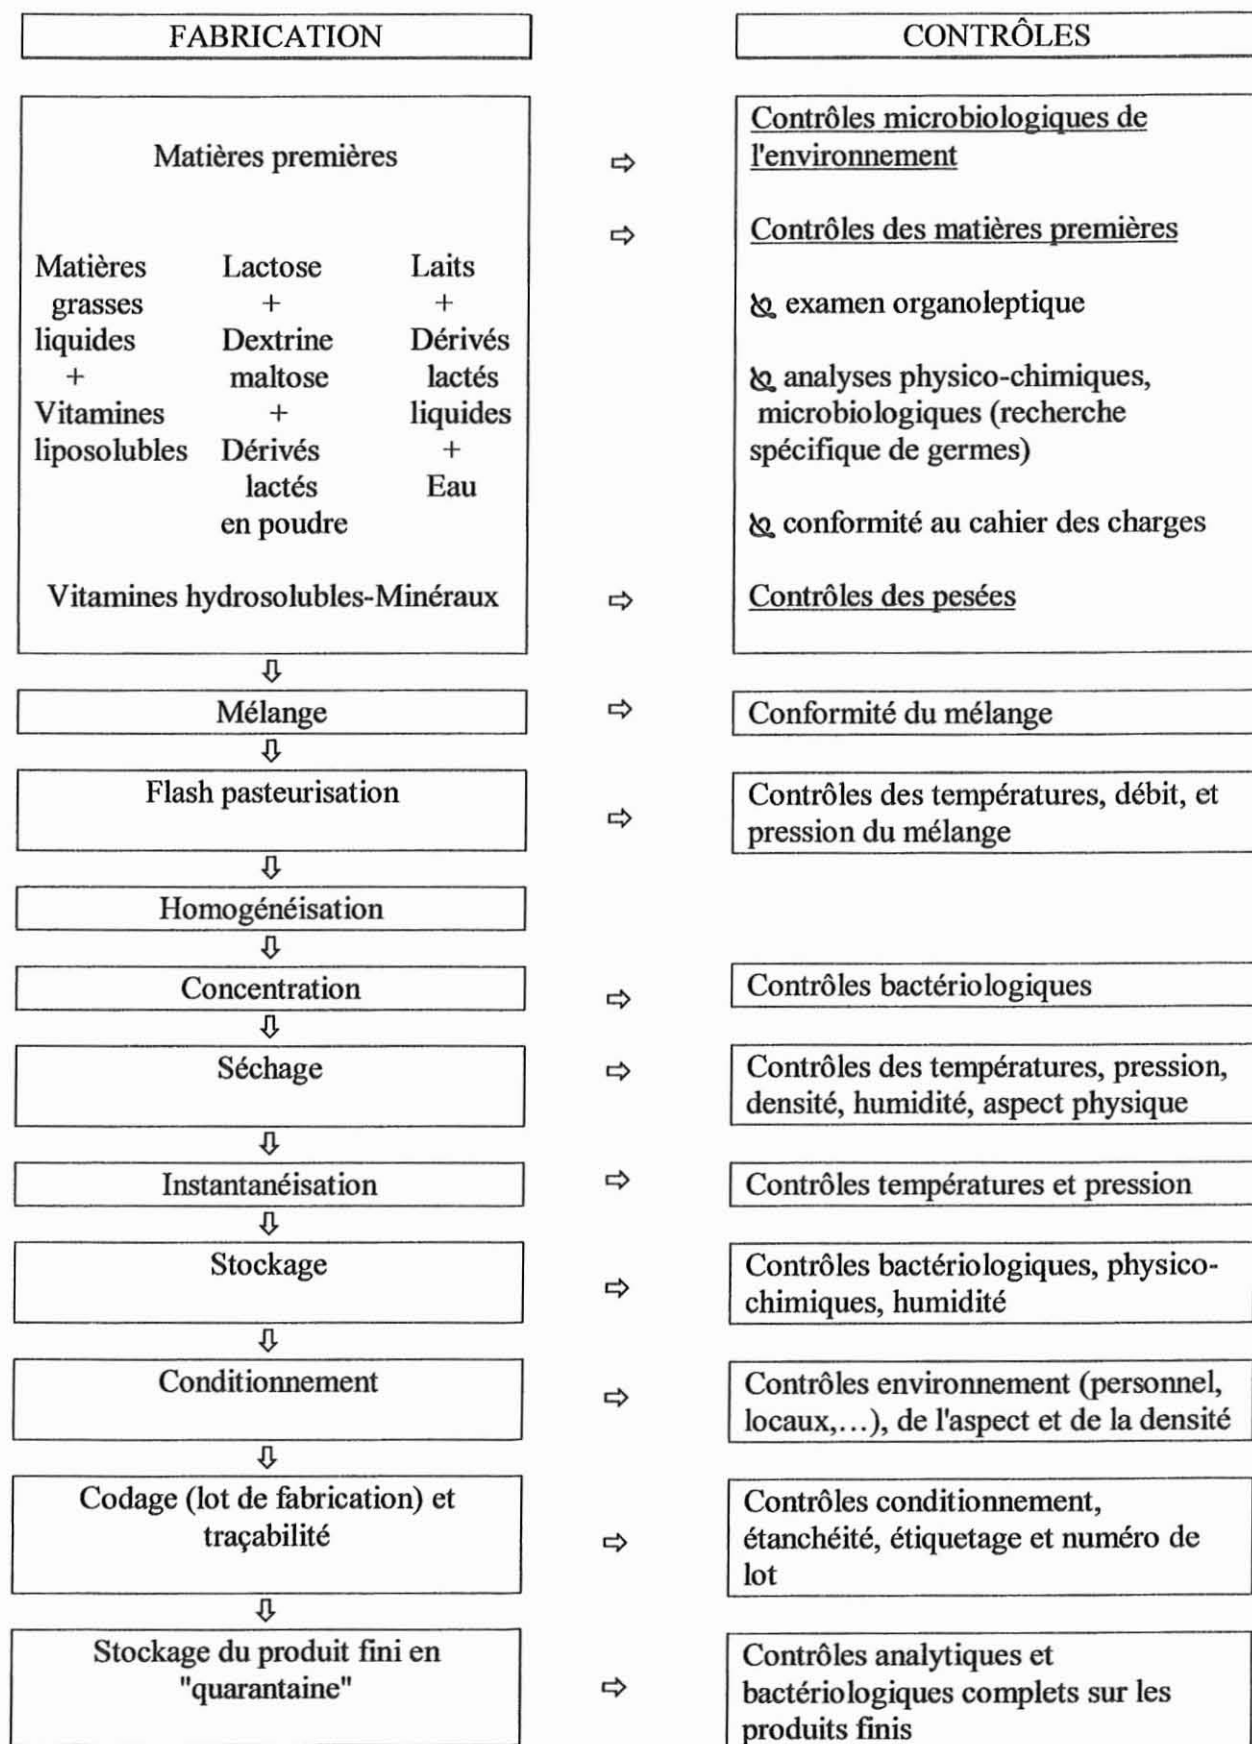 FABRICATION
CONTRÔLES
Matières premières
Matières
grasses
liquides
+
Vitamines
liposolubles
Lactose
+
Dextrine
maltose
+
Dérivés
lactés
en poudre
Laits
+
Dérivés
lactés
liquides
+
Eau
Vitamines hydrosolubles-Minéraux
Contrôles microbiologiques de
l'environnement
Contrôles des matières premières
examen organoleptique
analyses physico-chimiques,
microbiologiques (recherche
spécifique de germes)
conformité au cahier des charges
Contrôles des pesées
Mélange
Conformité du mélange
Flash pasteurisation
Contrôles des températures, débit, et
pression du mélange
Homogénéisation
Concentration
Contrôles bactériologiques
Séchage
Contrôles des températures, pression,
densité, humidité, aspect physique
Instantanéisation
Contrôles températures et pression
Stockage
Contrôles bactériologiques, physico-
chimiques, humidité
Conditionnement
Contrôles environnement (personnel,
locaux,…), de l'aspect et de la densité
Codage (lot de fabrication) et
traçabilité
Contrôles conditionnement,
étanchéité, étiquetage et numéro de
lot
Stockage du produit fini en
"quarantaine"
Contrôles analytiques et
bactériologiques complets sur les
produits finis